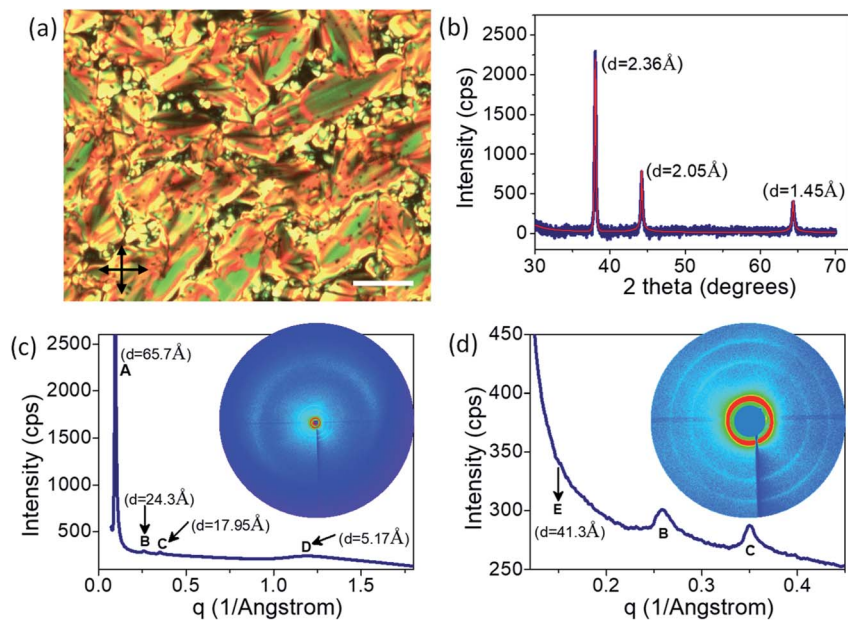 (a)
(b)
2500
2000
1500
1000
500
0
Intensity (cps)
(d=2.36Å)
(d=2.05Å)
(d=1.45Å)
30 40 50 60 70
2 theta (degrees)
(c)
2500
2000
1500
1000
500
Intensity (cps)
(d=65.7Å)
A
(d=24.3Å)
B
C
(d=17.95Å)
D
(d=5.17Å)
0.0 0.5 1.0 1.5
q (1/Angstrom)
(d)
450
400
350
300
250
Intensity (cps)
E
(d=41.3Å)
B
C
0.2 0.3 0.4
q (1/Angstrom)